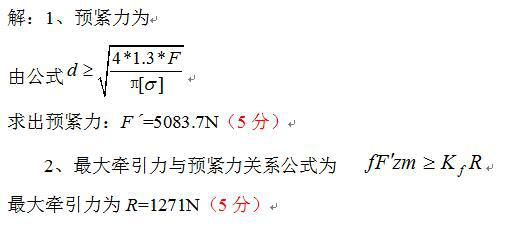 解：1、预紧力为
由公式 d ≥ √(4*1.3*F / π[σ])
求出预紧力：F´=5083.7N（5 分）
2、最大牵引力与预紧力关系公式为 fF'zm ≥ K_f R
最大牵引力为 R=1271N（5 分）